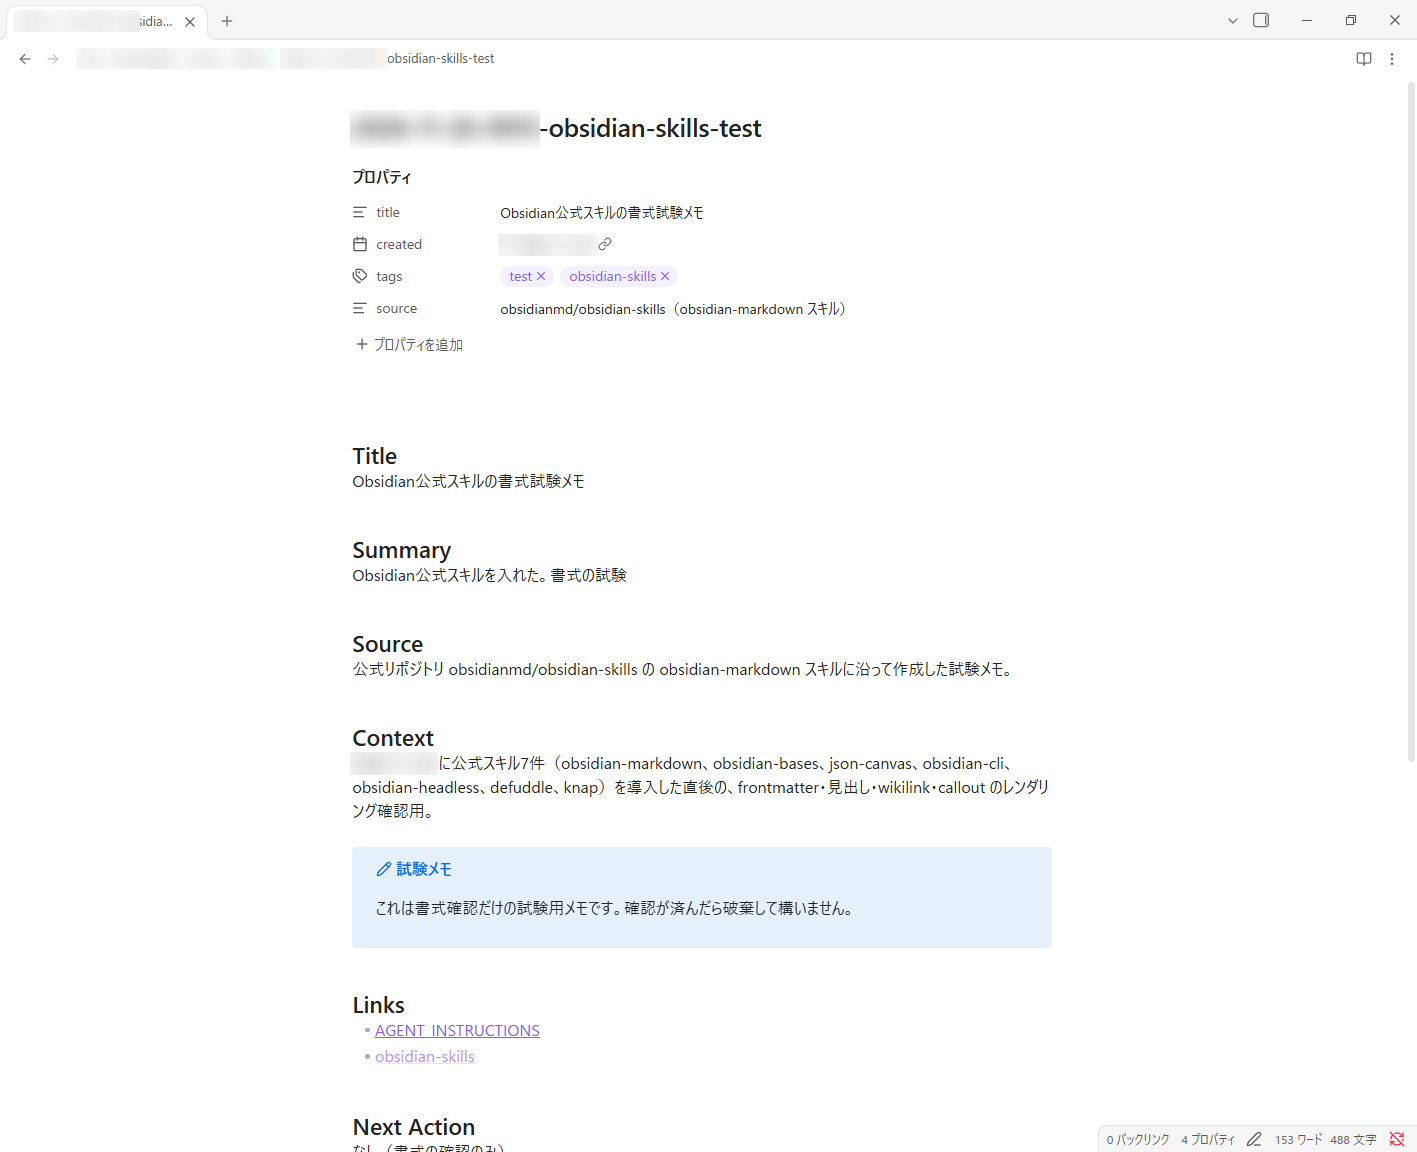 sidia...
obsidian-skills-test
-obsidian-skills-test
プロパティ
title Obsidian公式スキルの書式試験メモ
created
tags test obsidian-skills
source obsidianmd/obsidian-skills（obsidian-markdown スキル）
プロパティを追加
Title
Obsidian公式スキルの書式試験メモ
Summary
Obsidian公式スキルを入れた。書式の試験
Source
公式リポジトリ obsidianmd/obsidian-skills の obsidian-markdown スキルに沿って作成した試験メモ。
Context
に公式スキル7件（obsidian-markdown、obsidian-bases、json-canvas、obsidian-cli、
obsidian-headless、defuddle、knap）を導入した直後の、frontmatter・見出し・wikilink・callout のレンダリ
ング確認用。
試験メモ
これは書式確認だけの試験用メモです。確認が済んだら破棄して構いません。
Links
AGENT_INSTRUCTIONS
obsidian-skills
Next Action
なし（書式の確認のみ）
0 バックリンク 4 プロパティ 153 ワード 488 文字